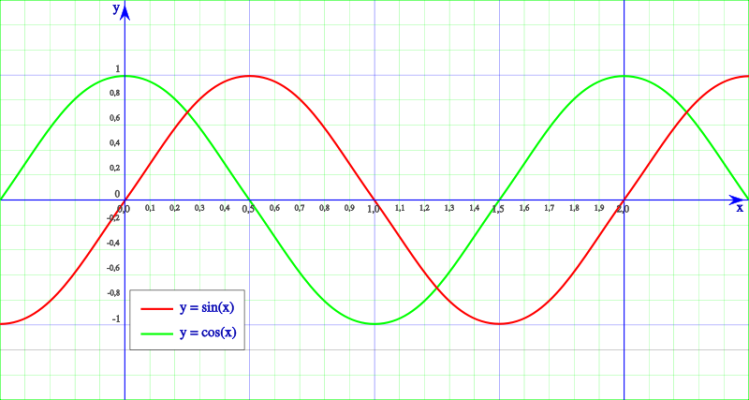 y
1
0,8
0,6
0,4
0,2
0
0,0 0,1 0,2 0,3 0,4 0,5 0,6 0,7 0,8 0,9 1,0 1,1 1,2 1,3 1,4 1,5 1,6 1,7 1,8 1,9 2,0 x
-0,2
-0,4
-0,6
-0,8
-1
y = sin(x)
y = cos(x)